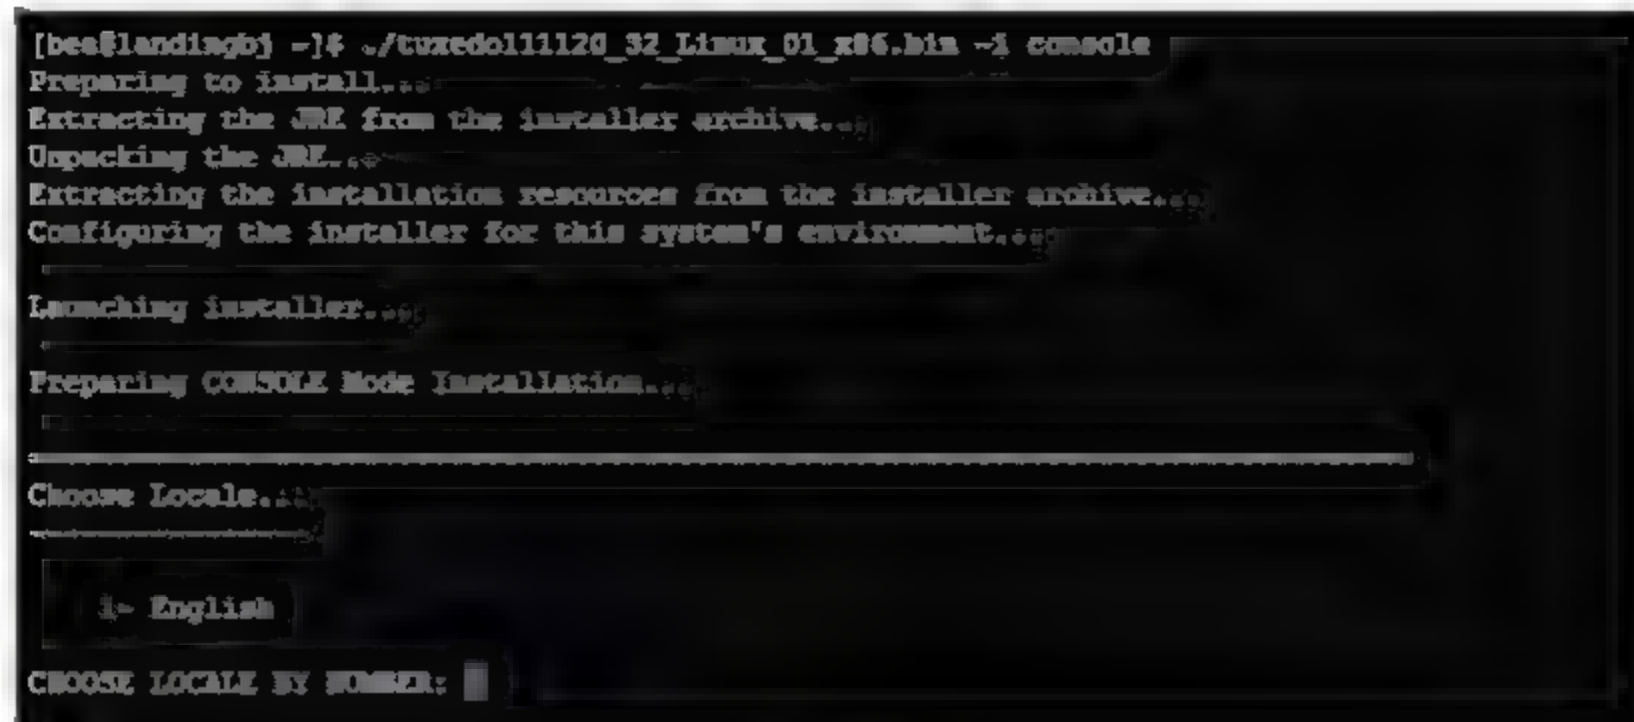 [bea@landingbj ~]$ ./tuxedo111120_32_Linux_01_x86.bin -i console
Preparing to install...
Extracting the JRE from the installer archive...
Unpacking the JRE...
Extracting the installation resources from the installer archive...
Configuring the installer for this system's environment...
Launching installer...
Preparing CONSOLE Mode Installation...
Choose Locale...
1- English
CHOOSE LOCALE BY NUMBER: